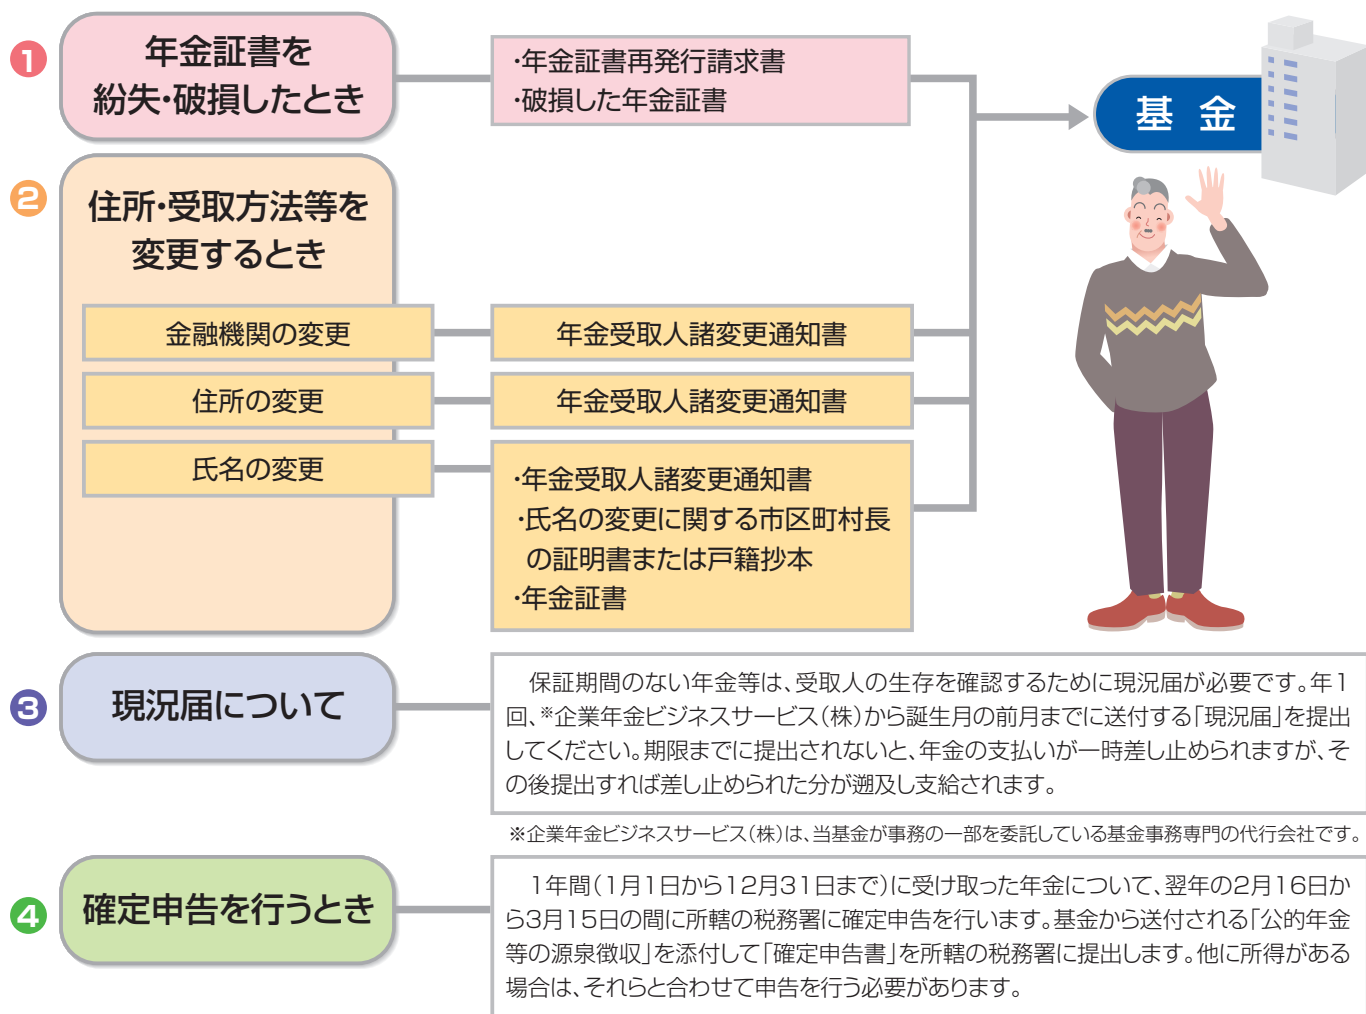 1
年金証書を
紛失・破損したとき
・年金証書再発行請求書
・破損した年金証書
基 金
2
住所・受取方法等を
変更するとき
金融機関の変更
年金受取人諸変更通知書
住所の変更
年金受取人諸変更通知書
氏名の変更
・年金受取人諸変更通知書
・氏名の変更に関する市区町村長
の証明書または戸籍抄本
・年金証書
3
現況届について
保証期間のない年金等は、受取人の生存を確認するために現況届が必要です。年1
回、※企業年金ビジネスサービス(株)から誕生月の前月までに送付する「現況届」を提出
してください。期限までに提出されないと、年金の支払いが一時差し止められますが、そ
の後提出すれば差し止められた分が遡及し支給されます。
※企業年金ビジネスサービス(株)は、当基金が事務の一部を委託している基金事務専門の代行会社です。
4
確定申告を行うとき
1年間(1月1日から12月31日まで)に受け取った年金について、翌年の2月16日か
ら3月15日の間に所轄の税務署に確定申告を行います。基金から送付される「公的年金
等の源泉徴収」を添付して「確定申告書」を所轄の税務署に提出します。他に所得がある
場合は、それらと合わせて申告を行う必要があります。